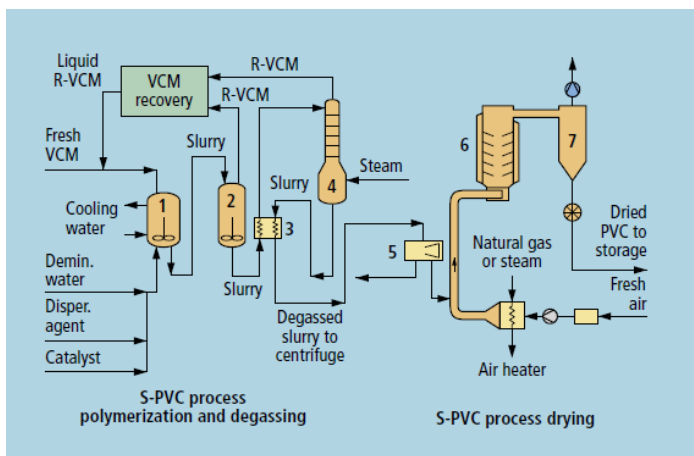 Liquid
R-VCM
VCM
recovery
R-VCM
R-VCM
Fresh
VCM
Slurry
1
2
Cooling
water
Slurry
3
4
Steam
Demin.
water
Disper.
agent
Catalyst
Slurry
Degassed
slurry to
centrifuge
5
6
7
Natural gas
or steam
Dried
PVC to
storage
Fresh
air
Air heater
S-PVC process
polymerization and degassing
S-PVC process drying